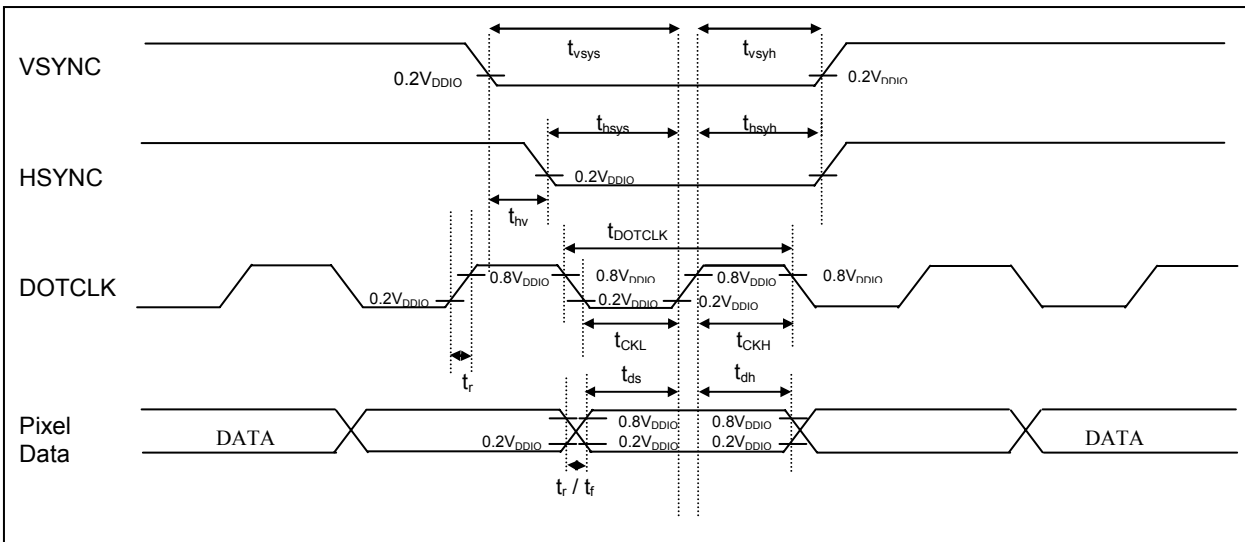 t_vsys t_vsyh
VSYNC
0.2V_DDIO 0.2V_DDIO
t_hsys t_hsyh
HSYNC
0.2V_DDIO
t_hv
t_DOTCLK
DOTCLK
0.8V_DDIO 0.8V_DDIO 0.8V_DDIO 0.8V_DDIO
0.2V_DDIO 0.2V_DDIO 0.2V_DDIO
t_CKL t_CKH
t_r
t_ds t_dh
Pixel
Data
DATA 0.8V_DDIO 0.8V_DDIO DATA
0.2V_DDIO 0.2V_DDIO 0.2V_DDIO
t_r / t_f